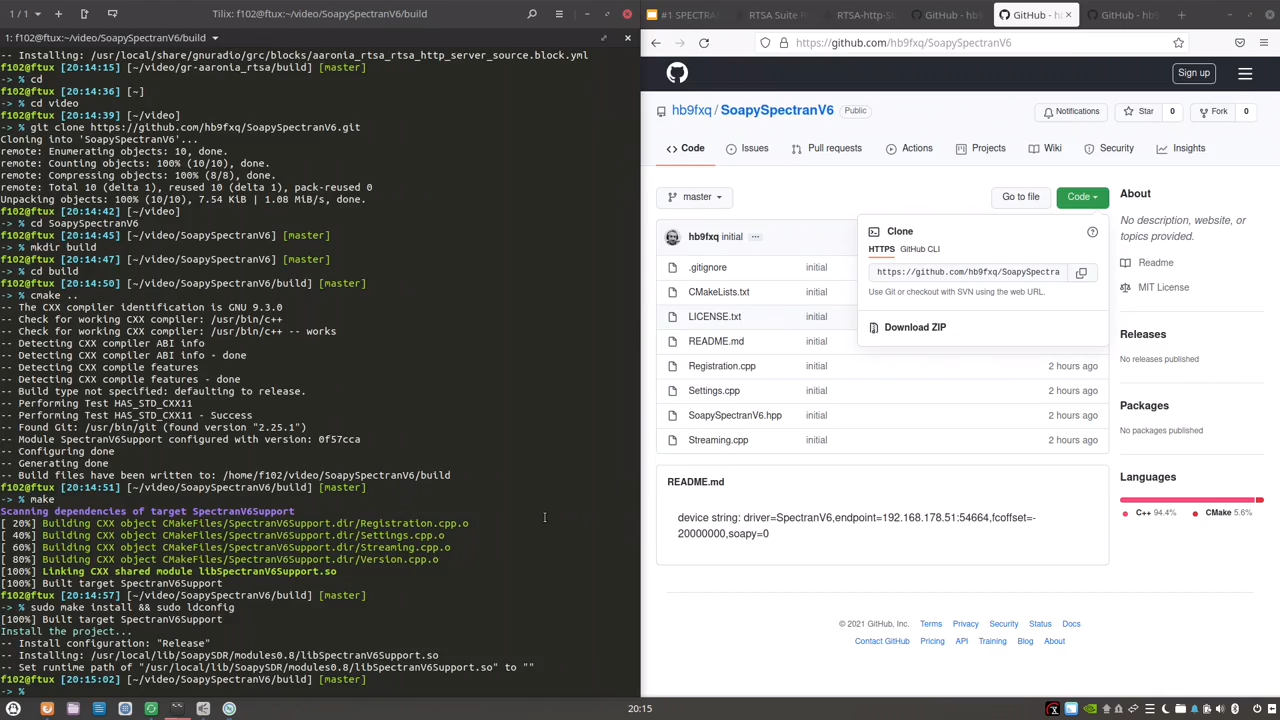 1 / 1
Tilix: f102@ftux:~/video/SoapySpectranV6/build
1: f102@ftux:~/video/SoapySpectranV6/build
-- Installing: /usr/local/share/gnuradio/grc/blocks/aaronia_rtsa_rtsa_http_server_source.block.yml
f102@ftux [20:14:15] [~/video/gr-aaronia_rtsa/build] [master]
-> % cd
f102@ftux [20:14:36] [~]
-> % cd video
f102@ftux [20:14:39] [~/video]
-> % git clone https://github.com/hb9fxq/SoapySpectranV6.git
Cloning into 'SoapySpectranV6'...
remote: Enumerating objects: 10, done.
remote: Counting objects: 100% (10/10), done.
remote: Compressing objects: 100% (8/8), done.
remote: Total 10 (delta 1), reused 10 (delta 1), pack-reused 0
Unpacking objects: 100% (10/10), 7.54 KiB | 1.08 MiB/s, done.
f102@ftux [20:14:42] [~/video]
-> % cd SoapySpectranV6
f102@ftux [20:14:45] [~/video/SoapySpectranV6] [master]
-> % mkdir build
f102@ftux [20:14:47] [~/video/SoapySpectranV6] [master]
-> % cd build
f102@ftux [20:14:50] [~/video/SoapySpectranV6/build] [master]
-> % cmake ..
-- The CXX compiler identification is GNU 9.3.0
-- Check for working CXX compiler: /usr/bin/c++
-- Check for working CXX compiler: /usr/bin/c++ -- works
-- Detecting CXX compiler ABI info
-- Detecting CXX compiler ABI info - done
-- Detecting CXX compile features
-- Detecting CXX compile features - done
-- Build type not specified: defaulting to release.
-- Performing Test HAS_STD_CXX11
-- Performing Test HAS_STD_CXX11 - Success
-- Found Git: /usr/bin/git (found version "2.25.1")
-- Module SpectranV6Support configured with version: 0f57cca
-- Configuring done
-- Generating done
-- Build files have been written to: /home/f102/video/SoapySpectranV6/build
f102@ftux [20:14:51] [~/video/SoapySpectranV6/build] [master]
-> % make
Scanning dependencies of target SpectranV6Support
[ 20%] Building CXX object CMakeFiles/SpectranV6Support.dir/Registration.cpp.o
[ 40%] Building CXX object CMakeFiles/SpectranV6Support.dir/Settings.cpp.o
[ 60%] Building CXX object CMakeFiles/SpectranV6Support.dir/Streaming.cpp.o
[ 80%] Building CXX object CMakeFiles/SpectranV6Support.dir/Version.cpp.o
[100%] Linking CXX shared module libSpectranV6Support.so
[100%] Built target SpectranV6Support
f102@ftux [20:14:57] [~/video/SoapySpectranV6/build] [master]
-> % sudo make install && sudo ldconfig
[100%] Built target SpectranV6Support
Install the project...
-- Install configuration: "Release"
-- Installing: /usr/local/lib/SoapySDR/modules0.8/libSpectranV6Support.so
-- Set runtime path of "/usr/local/lib/SoapySDR/modules0.8/libSpectranV6Support.so" to ""
f102@ftux [20:15:02] [~/video/SoapySpectranV6/build] [master]
-> %
#1 SPECTRA
RTSA Suite
RTSA-http-S
GitHub - hb9
GitHub - h
GitHub - hb9
https://github.com/hb9fxq/SoapySpectranV6
Sign up
hb9fxq / SoapySpectranV6 Public
Notifications
Star 0
Fork 0
Code
Issues
Pull requests
Actions
Projects
Wiki
Security
Insights
master
Go to file
Code
hb9fxq initial
.gitignore initial
CMakeLists.txt initial
LICENSE.txt initial
README.md initial
Registration.cpp initial 2 hours ago
Settings.cpp initial 2 hours ago
SoapySpectranV6.hpp initial 2 hours ago
Streaming.cpp initial 2 hours ago
Clone
HTTPS GitHub CLI
https://github.com/hb9fxq/SoapySpectra
Use Git or checkout with SVN using the web URL.
Download ZIP
README.md
device string: driver=SpectranV6,endpoint=192.168.178.51:54664,fcoffset=-
20000000,soapy=0
About
No description, website, or
topics provided.
Readme
MIT License
Releases
No releases published
Packages
No packages published
Languages
C++ 94.4%
CMake 5.6%
© 2021 GitHub, Inc.
Terms
Privacy
Security
Status
Docs
Contact GitHub
Pricing
API
Training
Blog
About
20:15